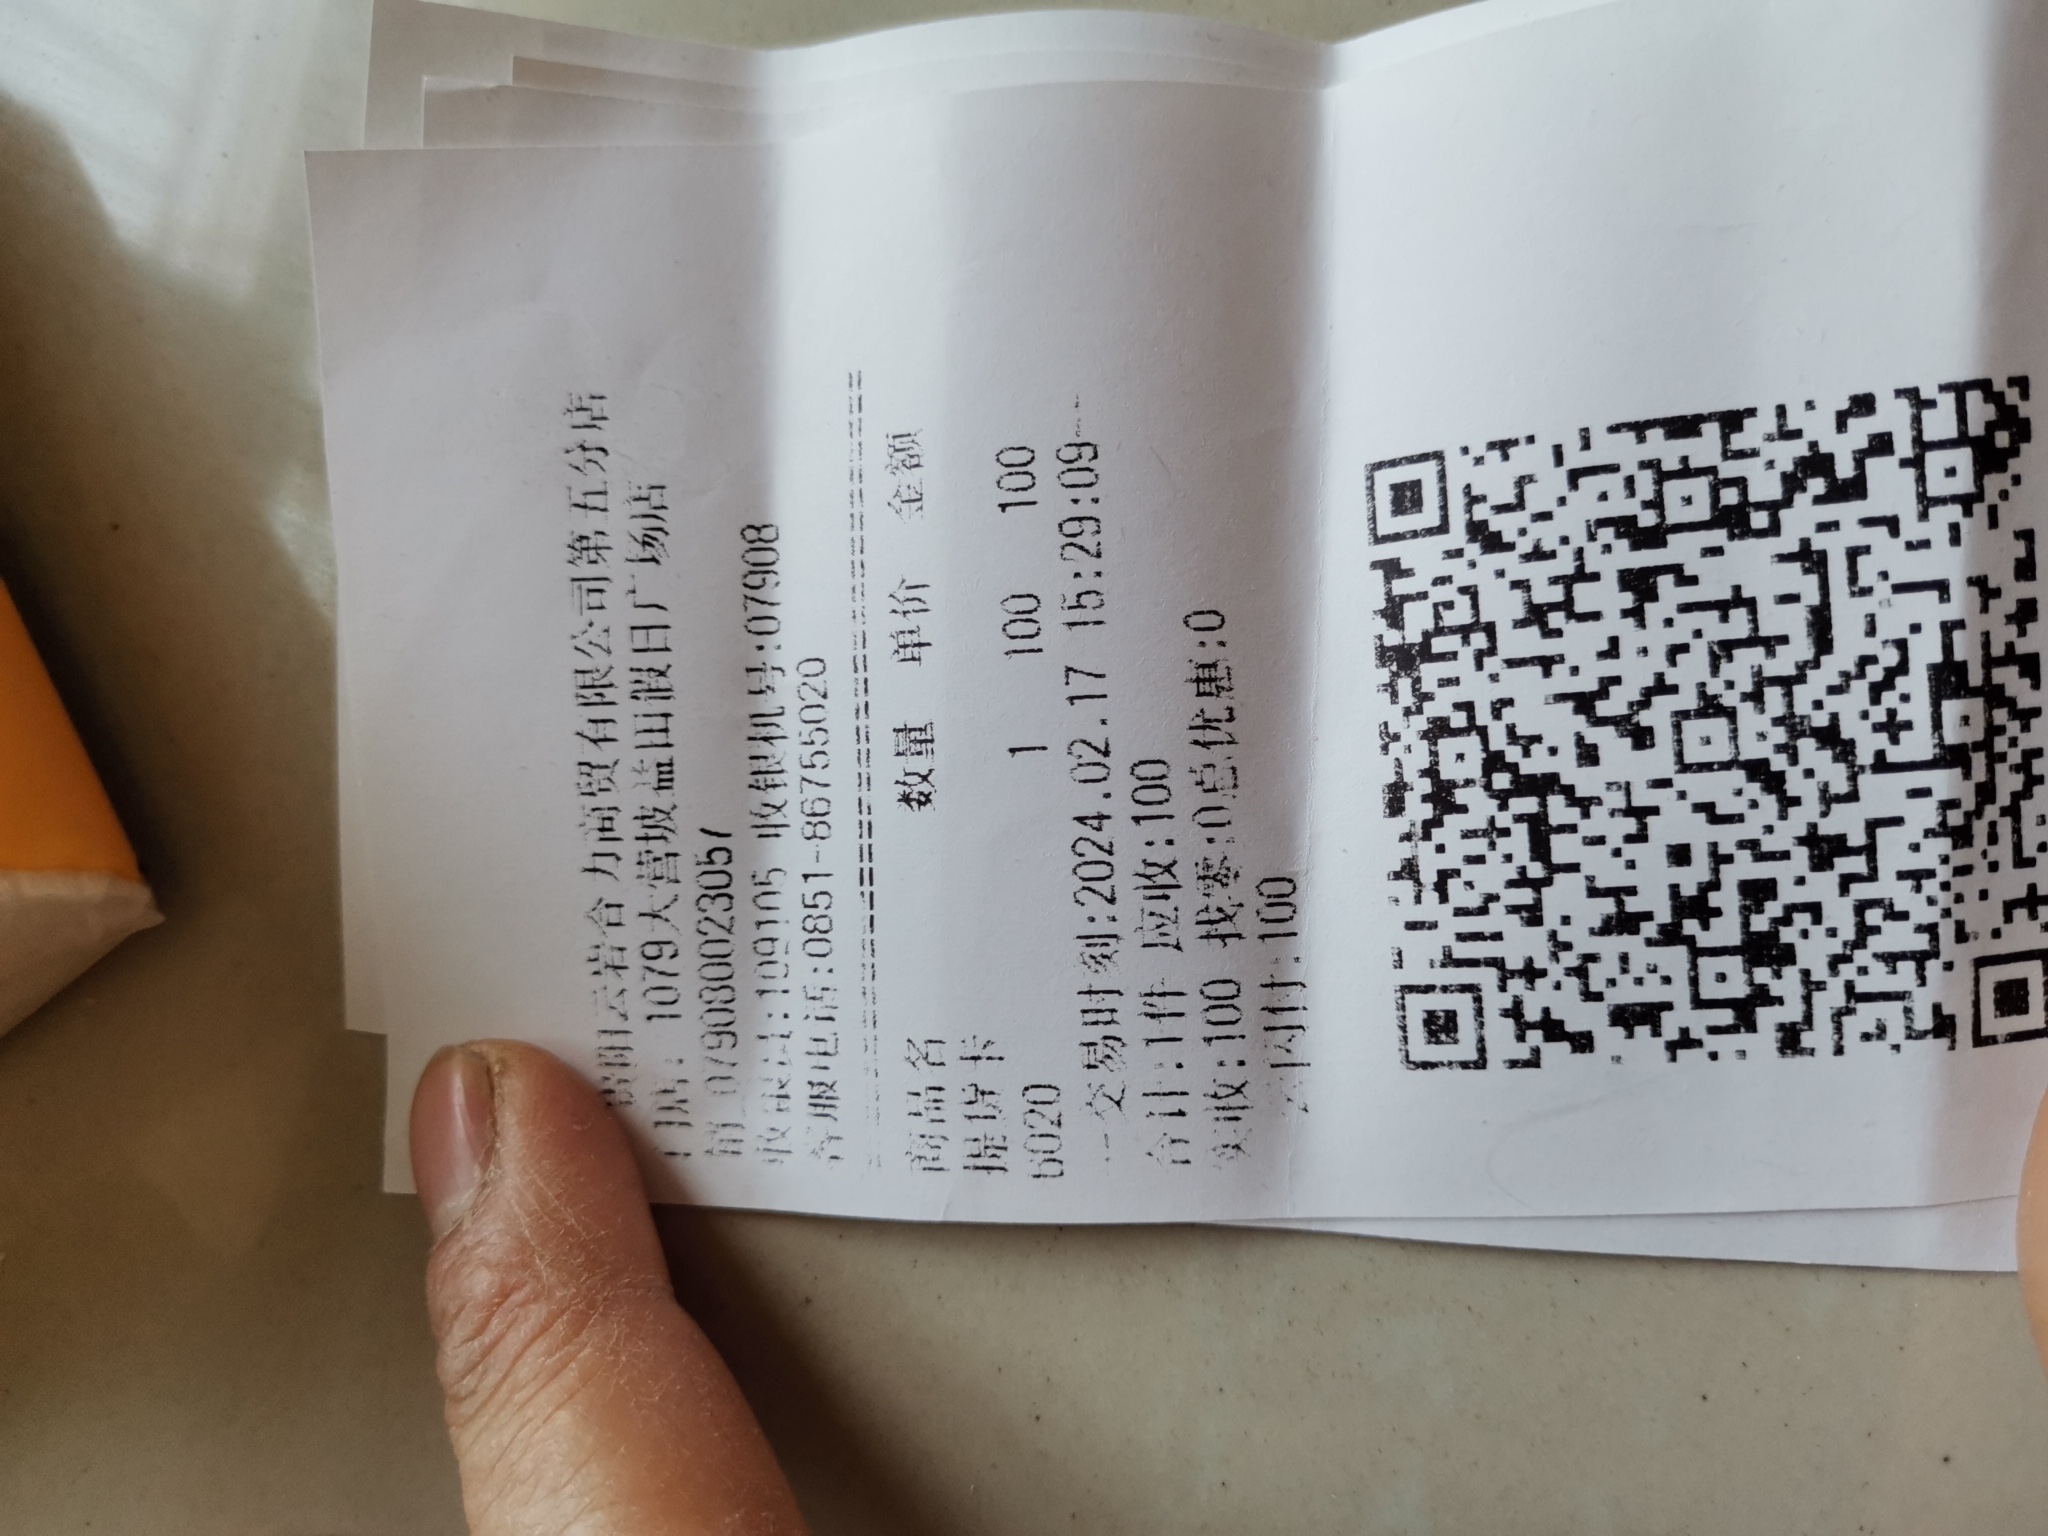 贵阳云岩合力商贸有限公司第五分店
门店: 1079大营坡益田假日广场店
销 0790800023057
收银员:109105 收银机号:07908
客服电话:0851-86755020
商品名 数量 单价 金额
提货卡
6020 1 100 100
--交易时刻:2024.02.17 15:29:09--
合计:1件 应收:100
实收:100 找零:0总优惠:0
云闪付:100